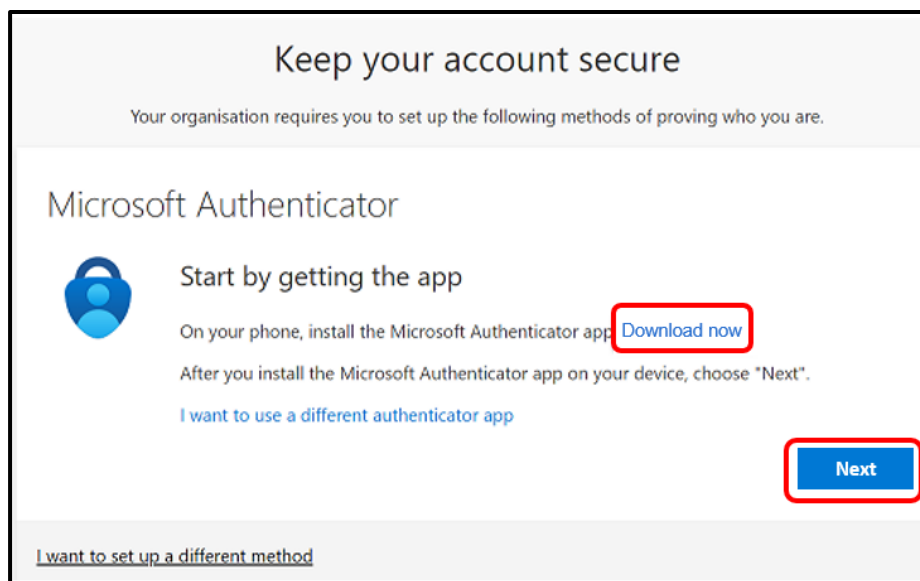 Keep your account secure
Your organisation requires you to set up the following methods of proving who you are.
Microsoft Authenticator
Start by getting the app
On your phone, install the Microsoft Authenticator app Download now
After you install the Microsoft Authenticator app on your device, choose "Next".
I want to use a different authenticator app
Next
I want to set up a different method